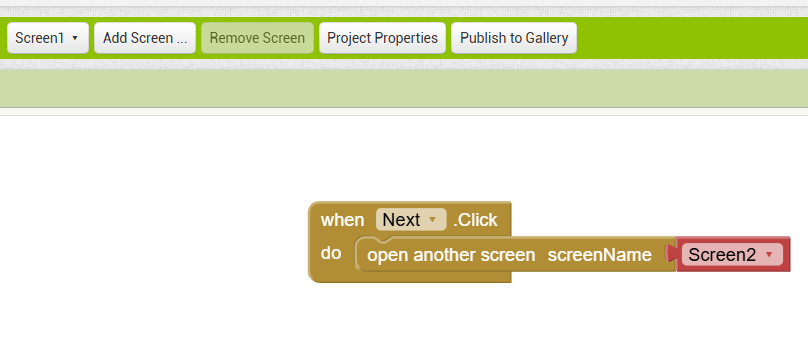 Screen1 Add Screen ... Remove Screen Project Properties Publish to Gallery
when Next .Click
do open another screen screenName Screen2